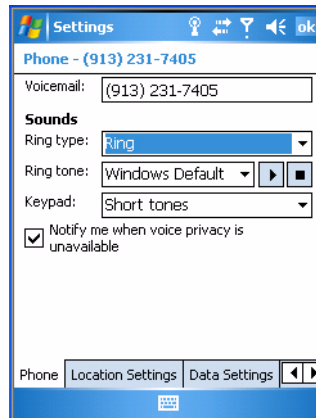 Settings
ok
Phone - (913) 231-7405
Voicemail: (913) 231-7405
Sounds
Ring type: Ring
Ring tone: Windows Default
Keypad: Short tones
Notify me when voice privacy is
unavailable
Phone Location Settings Data Settings